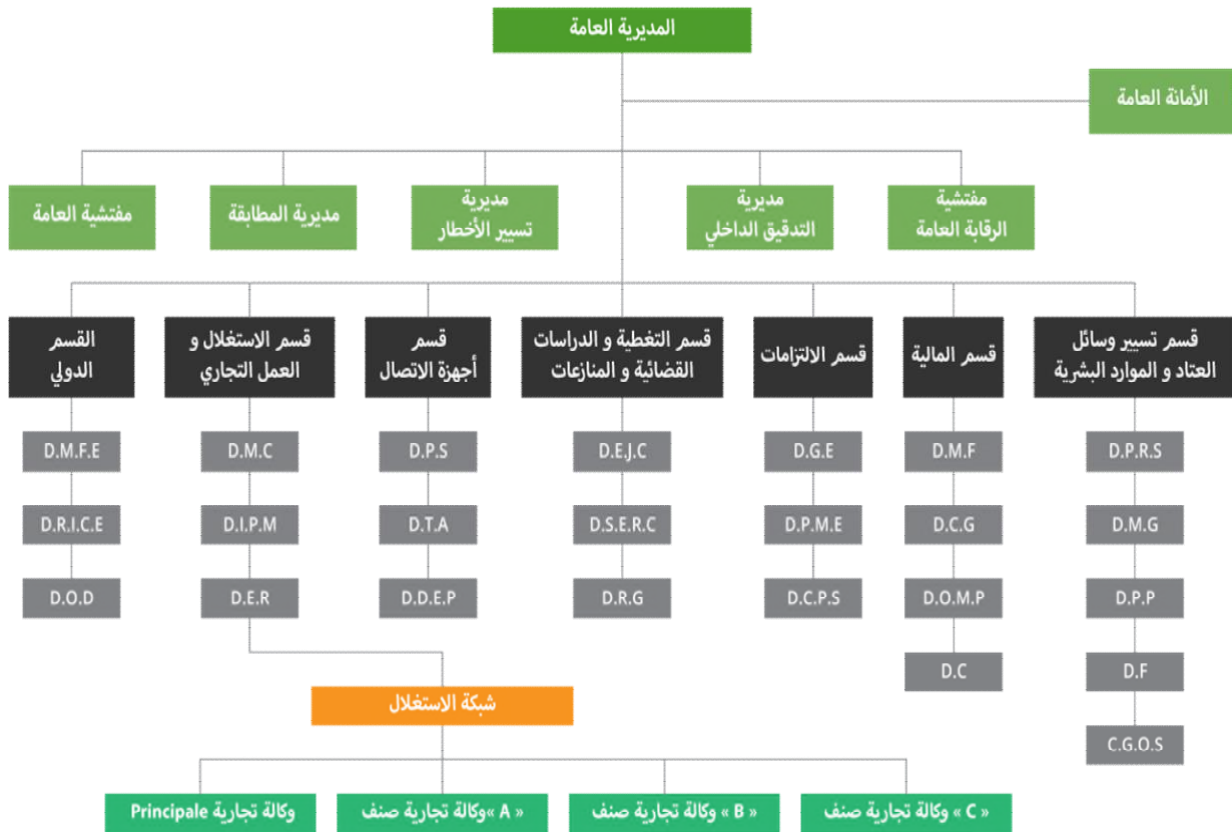 المديرية العامة
الأمانة العامة
مفتشية
الرقابة العامة
مديرية
التدقيق الداخلي
مديرية
تسيير الأخطار
مديرية المطابقة
مفتشية العامة
قسم تسيير وسائل
العتاد و الموارد البشرية
قسم المالية
قسم الالتزامات
قسم التغطية و الدراسات
القضائية و المنازعات
قسم
أجهزة الاتصال
قسم الاستغلال و
العمل التجاري
القسم
الدولي
D.P.R.S
D.M.G
D.P.P
D.F
C.G.O.S
D.M.F
D.C.G
D.O.M.P
D.C
D.G.E
D.P.M.E
D.C.P.S
D.E.J.C
D.S.E.R.C
D.R.G
D.P.S
D.T.A
D.D.E.P
D.M.C
D.I.P.M
D.E.R
D.M.F.E
D.R.I.C.E
D.O.D
شبكة الاستغلال
« C » وكالة تجارية صنف
« B » وكالة تجارية صنف
« A »وكالة تجارية صنف
وكالة تجارية Principale